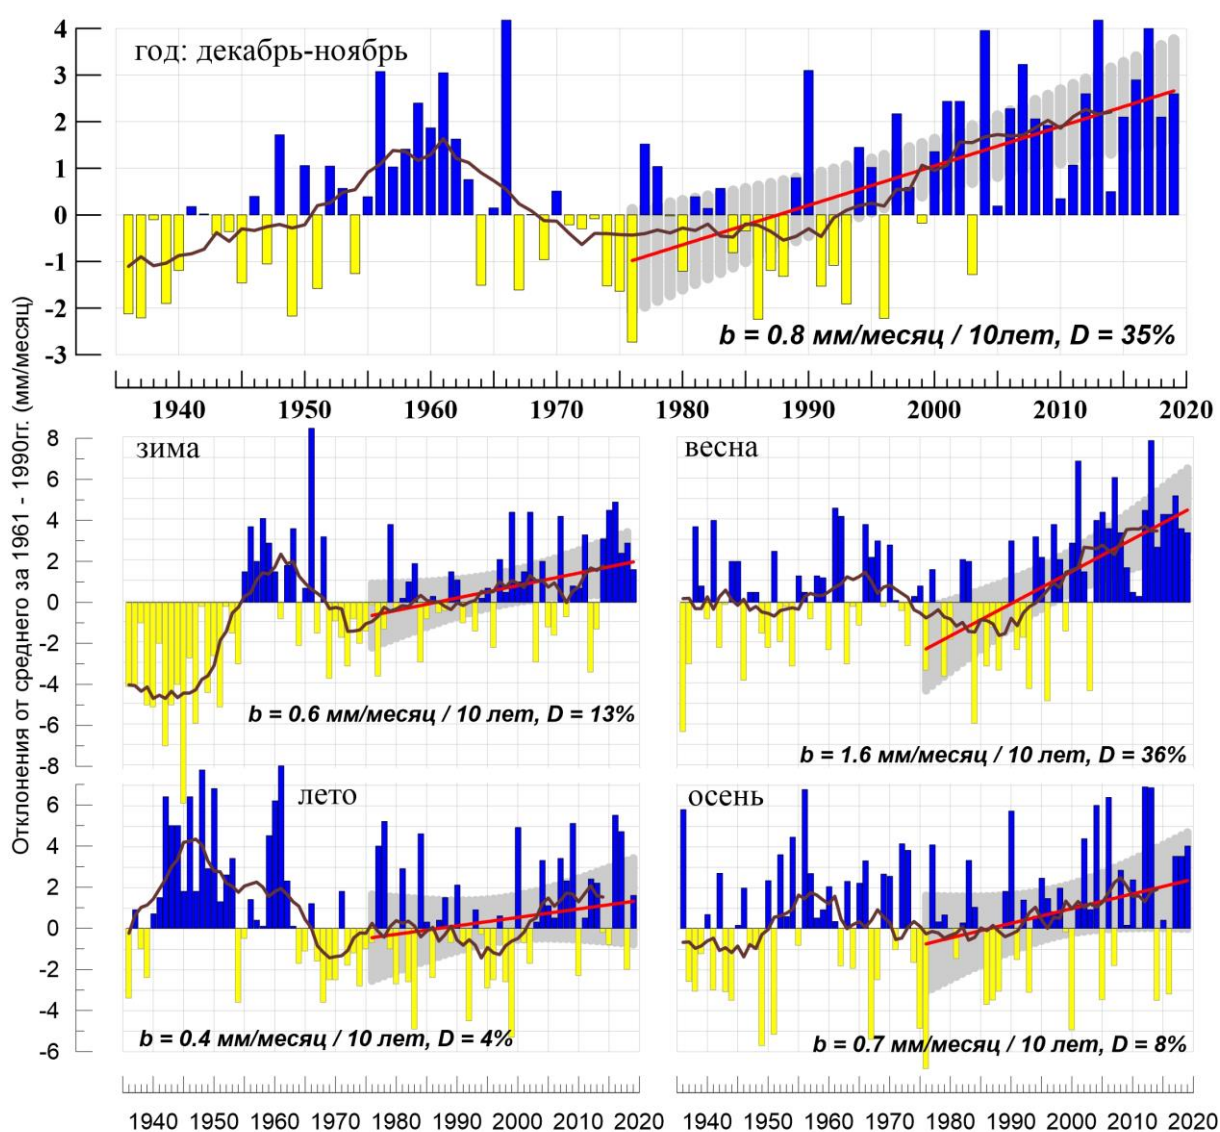 Отклонения от среднего за 1961 - 1990гг. (мм/месяц)
год: декабрь-ноябрь
4
3
2
1
0
-1
-2
-3
b = 0.8 мм/месяц / 10лет, D = 35%
1940 1950 1960 1970 1980 1990 2000 2010 2020
зима
весна
8
6
4
2
0
-2
-4
-6
-8
b = 0.6 мм/месяц / 10 лет, D = 13%
b = 1.6 мм/месяц / 10 лет, D = 36%
лето
осень
6
4
2
0
-2
-4
-6
b = 0.4 мм/месяц / 10 лет, D = 4%
b = 0.7 мм/месяц / 10 лет, D = 8%
1940 1950 1960 1970 1980 1990 2000 2010 2020
1940 1950 1960 1970 1980 1990 2000 2010 2020